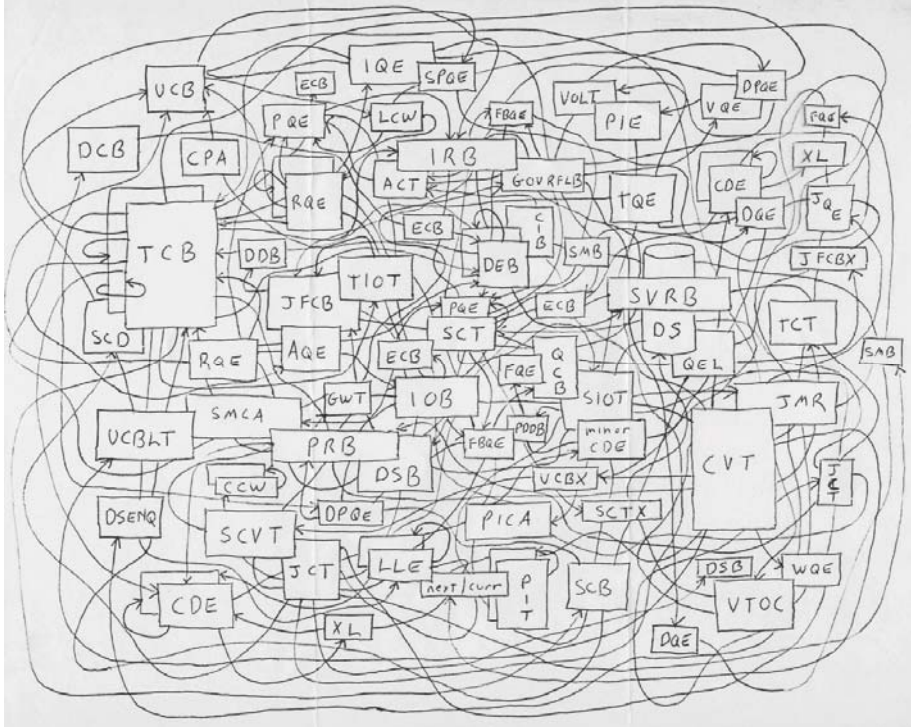 IQE
SPQE
DPQE
UCB
ECB
VOLT
VQE
PQE
LCW
FBQE
PIE
FQE
DCB
CPA
IRB
XL
ACT
GOVRFLB
CDE
RQE
TQE
JQE
DQE
ECB
CIB
TCB
DDB
DEB
SMB
JFCBX
TIOT
JFCB
SVRB
PQE
ECB
SCD
SCT
DS
TCT
RQE
AQE
ECB
FQE
QCB
QEL
SMB
GWT
IOB
SIOT
JMR
SMCA
UCBLT
PRB
FBQE
PDDB
minor
CDE
CVT
DSB
CCW
UCBX
DSENQ
DPQE
PICA
SCTX
SCVT
JCT
LLE
DSB
WQE
CDE
next/curr
PIT
SCB
VTOC
XL
DQE